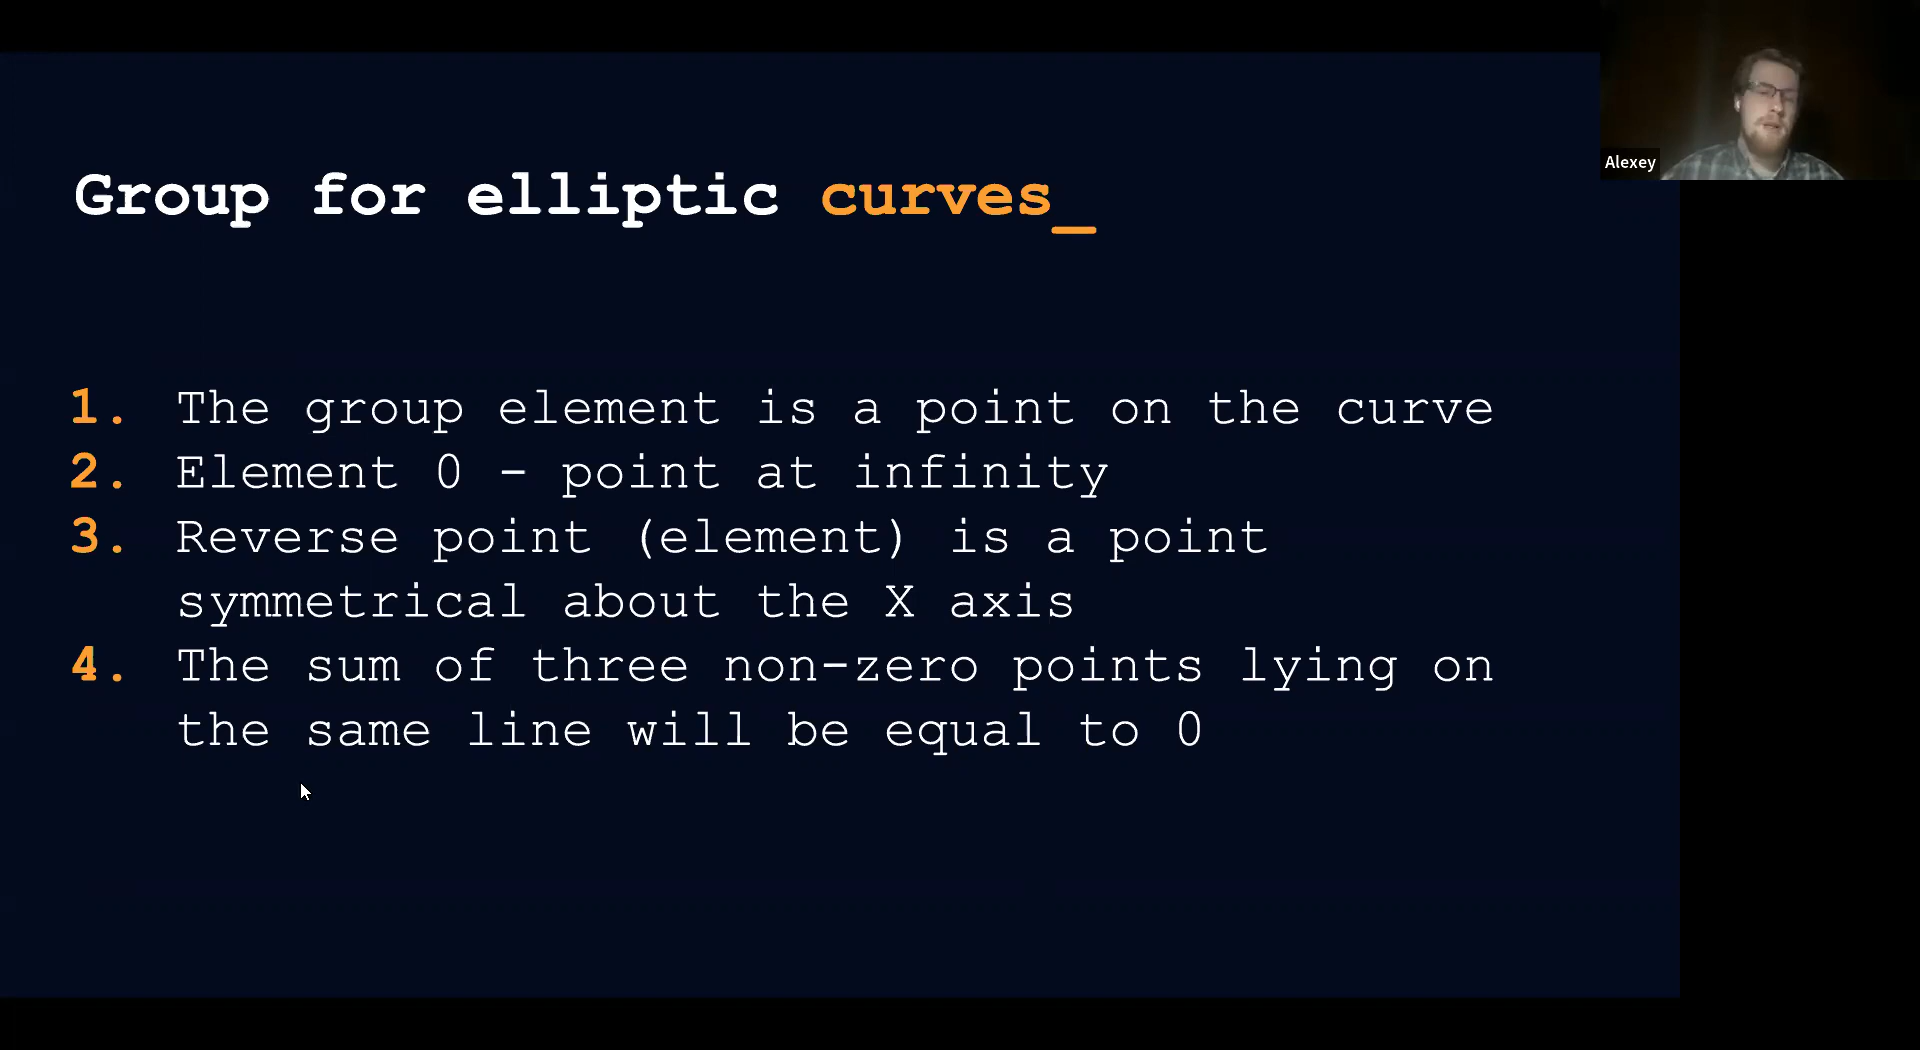 Group for elliptic curves_
1. The group element is a point on the curve
2. Element 0 - point at infinity
3. Reverse point (element) is a point
symmetrical about the X axis
4. The sum of three non-zero points lying on
the same line will be equal to 0
Alexey